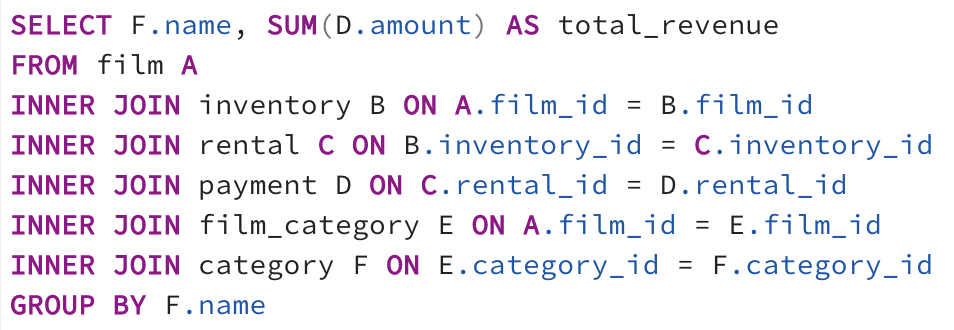 SELECT F.name, SUM(D.amount) AS total_revenue
FROM film A
INNER JOIN inventory B ON A.film_id = B.film_id
INNER JOIN rental C ON B.inventory_id = C.inventory_id
INNER JOIN payment D ON C.rental_id = D.rental_id
INNER JOIN film_category E ON A.film_id = E.film_id
INNER JOIN category F ON E.category_id = F.category_id
GROUP BY F.name